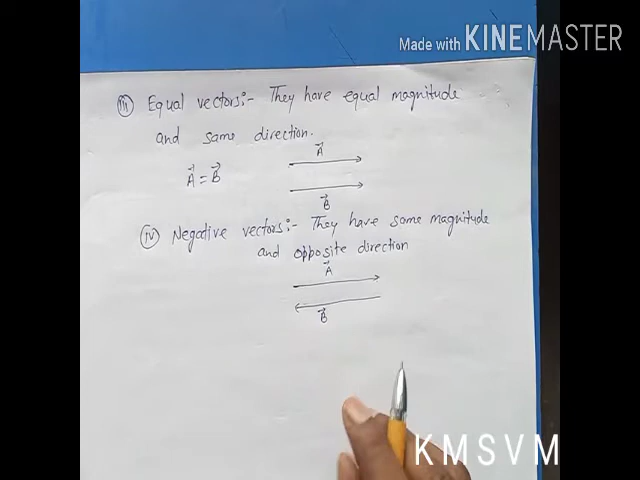 Made with KINEMASTER
(iii) Equal vectors:- They have equal magnitude
and same direction.
A⃗ = B⃗
A⃗
B⃗
(iv) Negative vectors:- They have same magnitude
and opposite direction
A⃗
B⃗
K M S V M